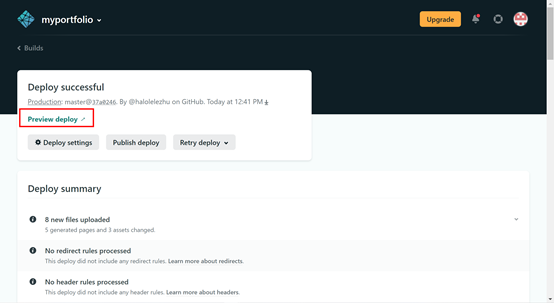 myportfolio
Upgrade
Builds
Deploy successful
Production: master@37a0246. By @halolelezhu on GitHub. Today at 12:41 PM
Preview deploy
Deploy settings
Publish deploy
Retry deploy
Deploy summary
8 new files uploaded
5 generated pages and 3 assets changed.
No redirect rules processed
This deploy did not include any redirect rules. Learn more about redirects.
No header rules processed
This deploy did not include any header rules. Learn more about headers.